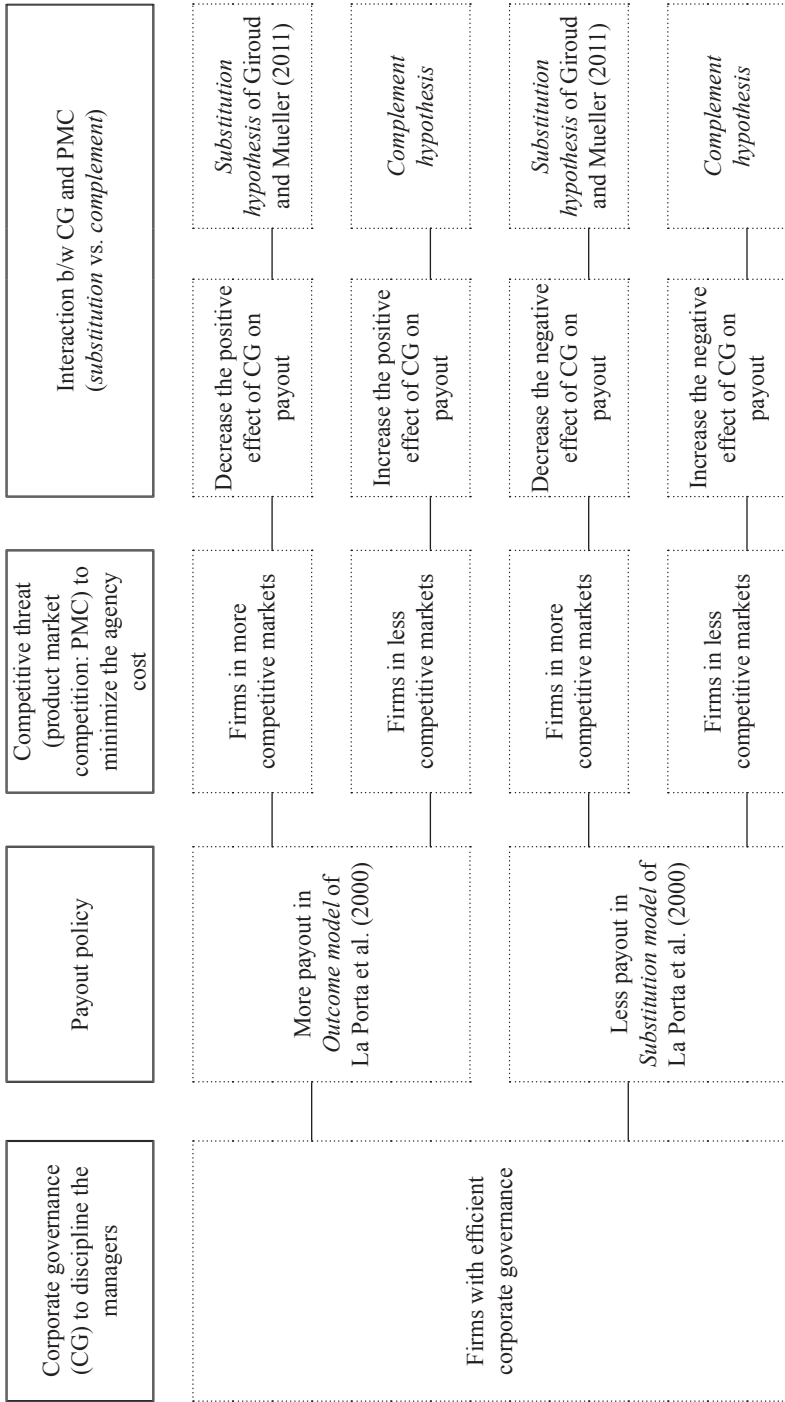 Corporate governance
(CG) to discipline the
managers
Payout policy
Competitive threat
(product market
competition: PMC) to
minimize the agency
cost
Interaction b/w CG and PMC
(substitution vs. complement)
Firms with efficient
corporate governance
More payout in
Outcome model of
La Porta et al. (2000)
Firms in more
competitive markets
Decrease the positive
effect of CG on
payout
Substitution
hypothesis of Giroud
and Mueller (2011)
Firms in less
competitive markets
Increase the positive
effect of CG on
payout
Complement
hypothesis
Less payout in
Substitution model of
La Porta et al. (2000)
Firms in more
competitive markets
Decrease the negative
effect of CG on
payout
Substitution
hypothesis of Giroud
and Mueller (2011)
Firms in less
competitive markets
Increase the negative
effect of CG on
payout
Complement
hypothesis